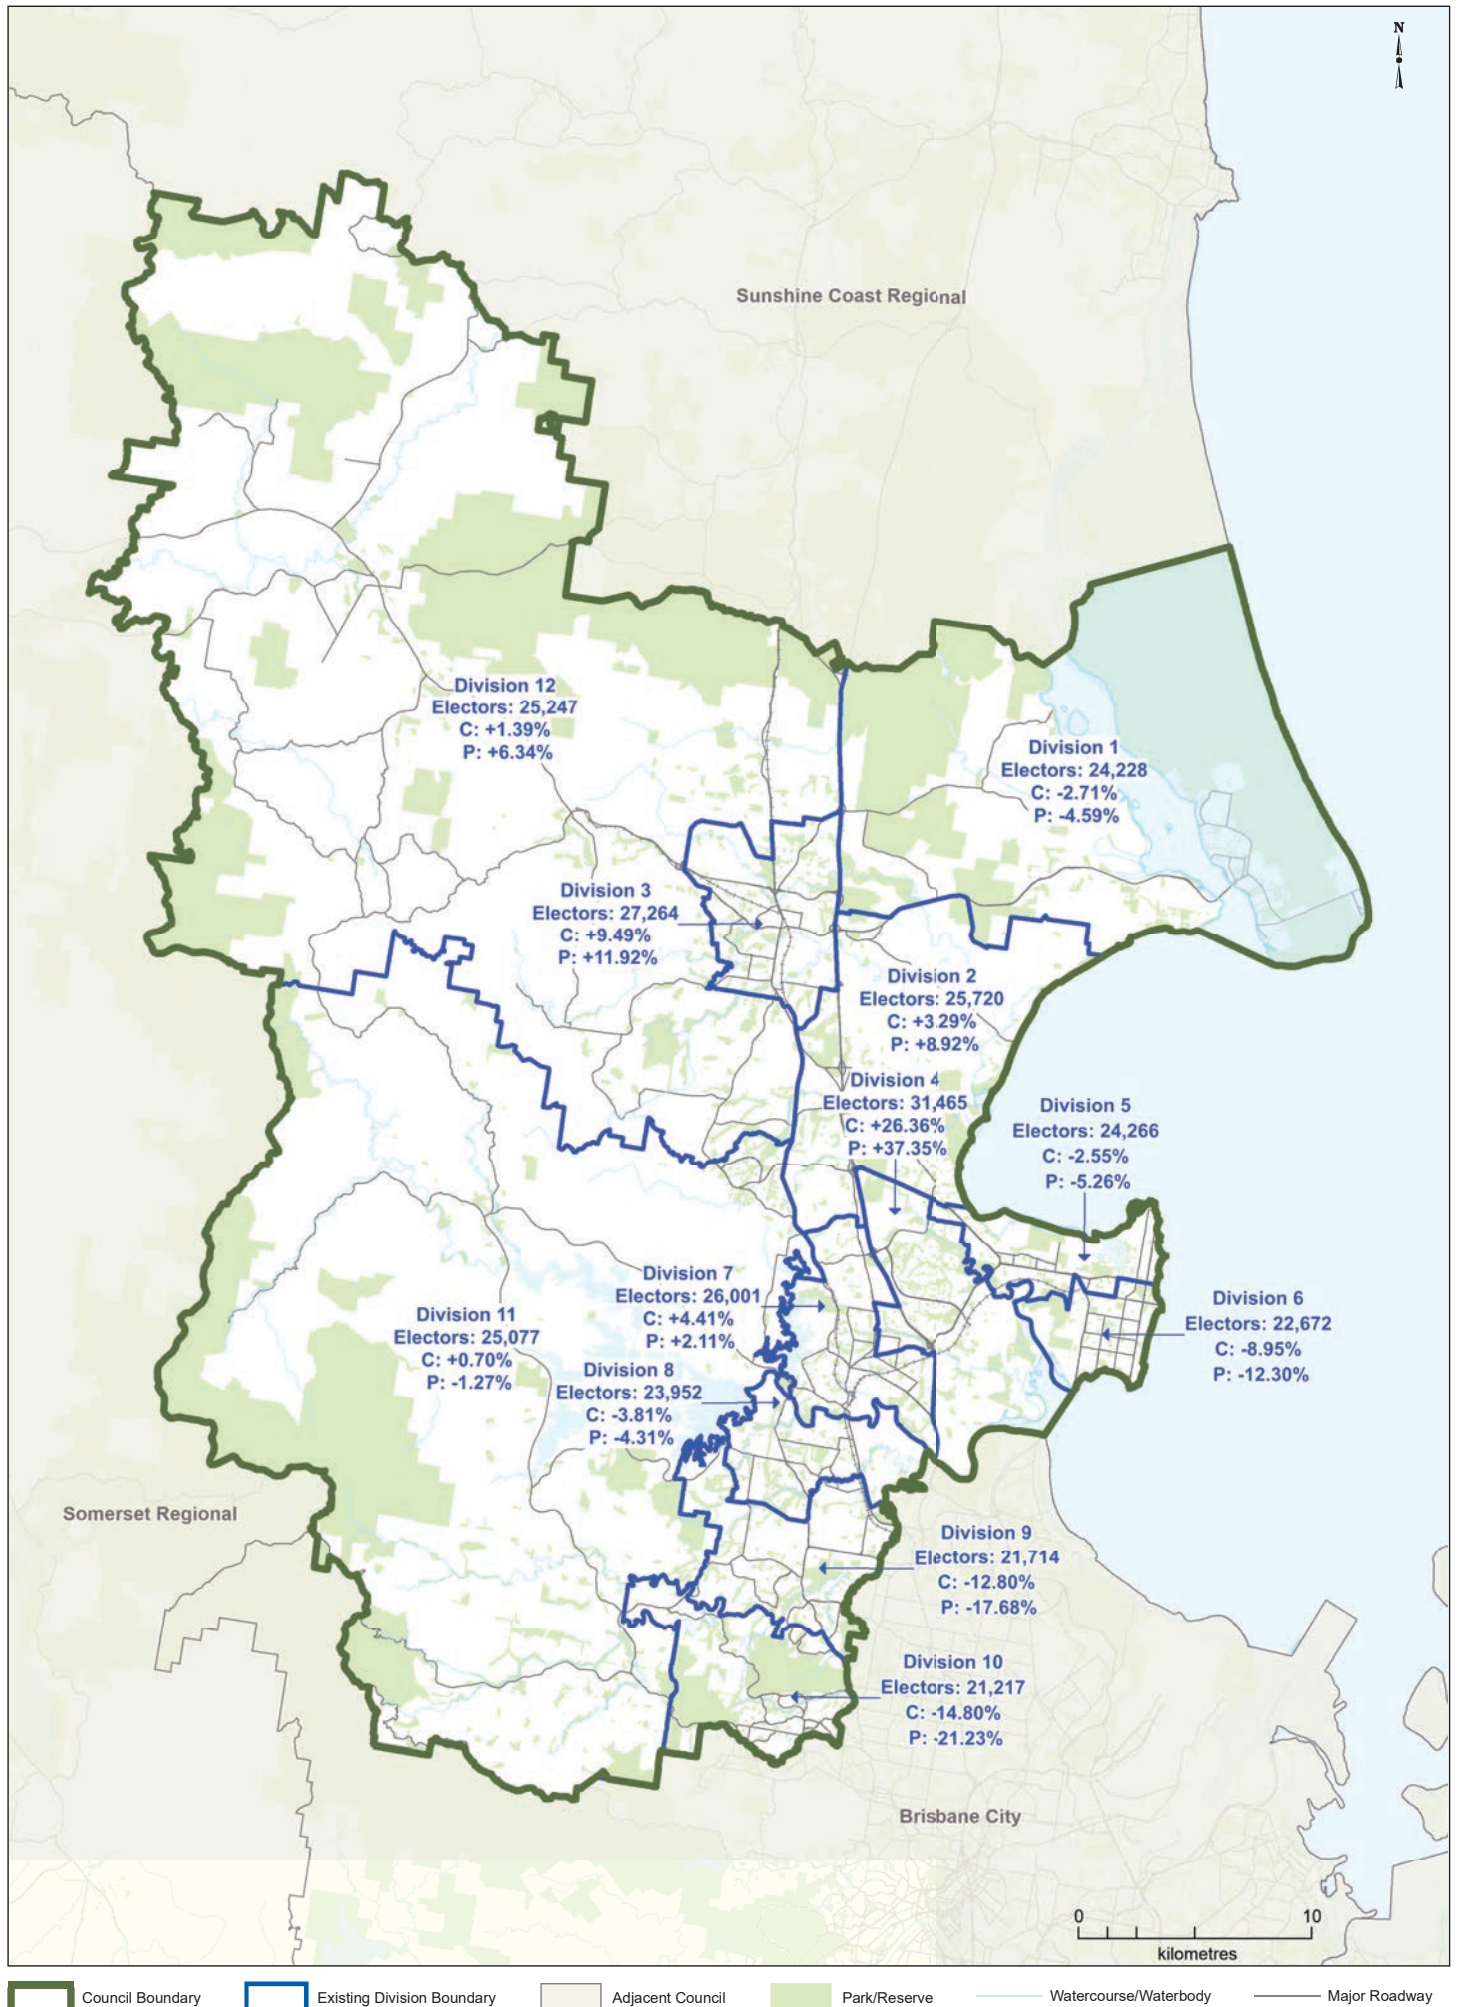 N
Sunshine Coast Regional
Division 12
Electors: 25,247
C: +1.39%
P: +6.34%
Division 1
Electors: 24,228
C: -2.71%
P: -4.59%
Division 3
Electors: 27,264
C: +9.49%
P: +11.92%
Division 2
Electors: 25,720
C: +3.29%
P: +8.92%
Division 4
Electors: 31,465
C: +26.36%
P: +37.35%
Division 5
Electors: 24,266
C: -2.55%
P: -5.26%
Division 7
Electors: 26,001
C: +4.41%
P: +2.11%
Division 6
Electors: 22,672
C: -8.95%
P: -12.30%
Division 11
Electors: 25,077
C: +0.70%
P: -1.27%
Division 8
Electors: 23,952
C: -3.81%
P: -4.31%
Somerset Regional
Division 9
Electors: 21,714
C: -12.80%
P: -17.68%
Division 10
Electors: 21,217
C: -14.80%
P: -21.23%
Brisbane City
0 10
kilometres
Council Boundary Existing Division Boundary Adjacent Council Park/Reserve Watercourse/Waterbody Major Roadway